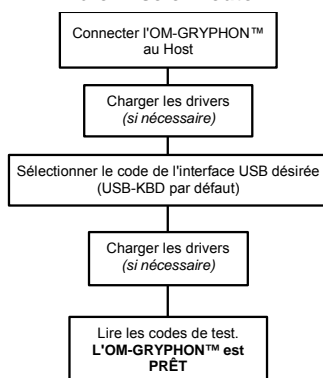 Connecter l'OM-GRYPHON™
au Host
Charger les drivers
(si nécessaire)
Sélectionner le code de l'interface USB désirée
(USB-KBD par défaut)
Charger les drivers
(si nécessaire)
Lire les codes de test.
L'OM-GRYPHON™ est
PRÊT